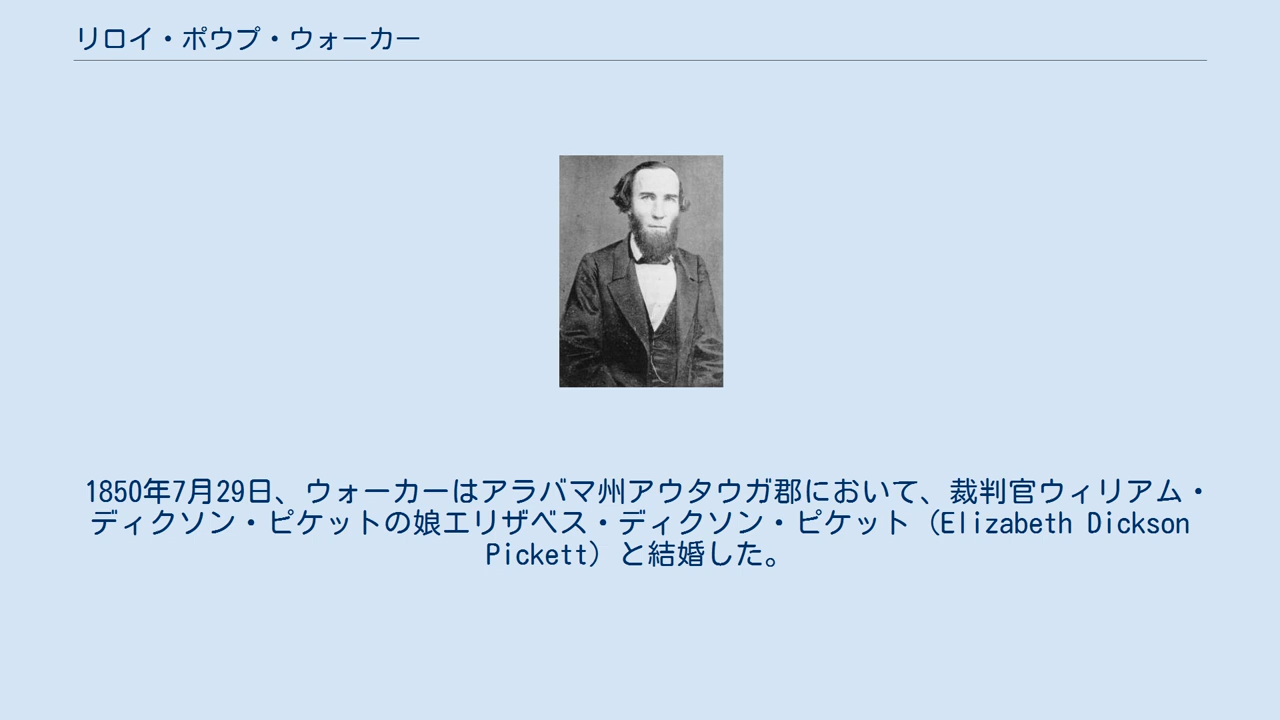 リロイ・ポウプ・ウォーカー
1850年7月29日、ウォーカーはアラバマ州アウタウガ郡において、裁判官ウィリアム・
ディクソン・ピケットの娘エリザベス・ディクソン・ピケット（Elizabeth Dickson
Pickett）と結婚した。